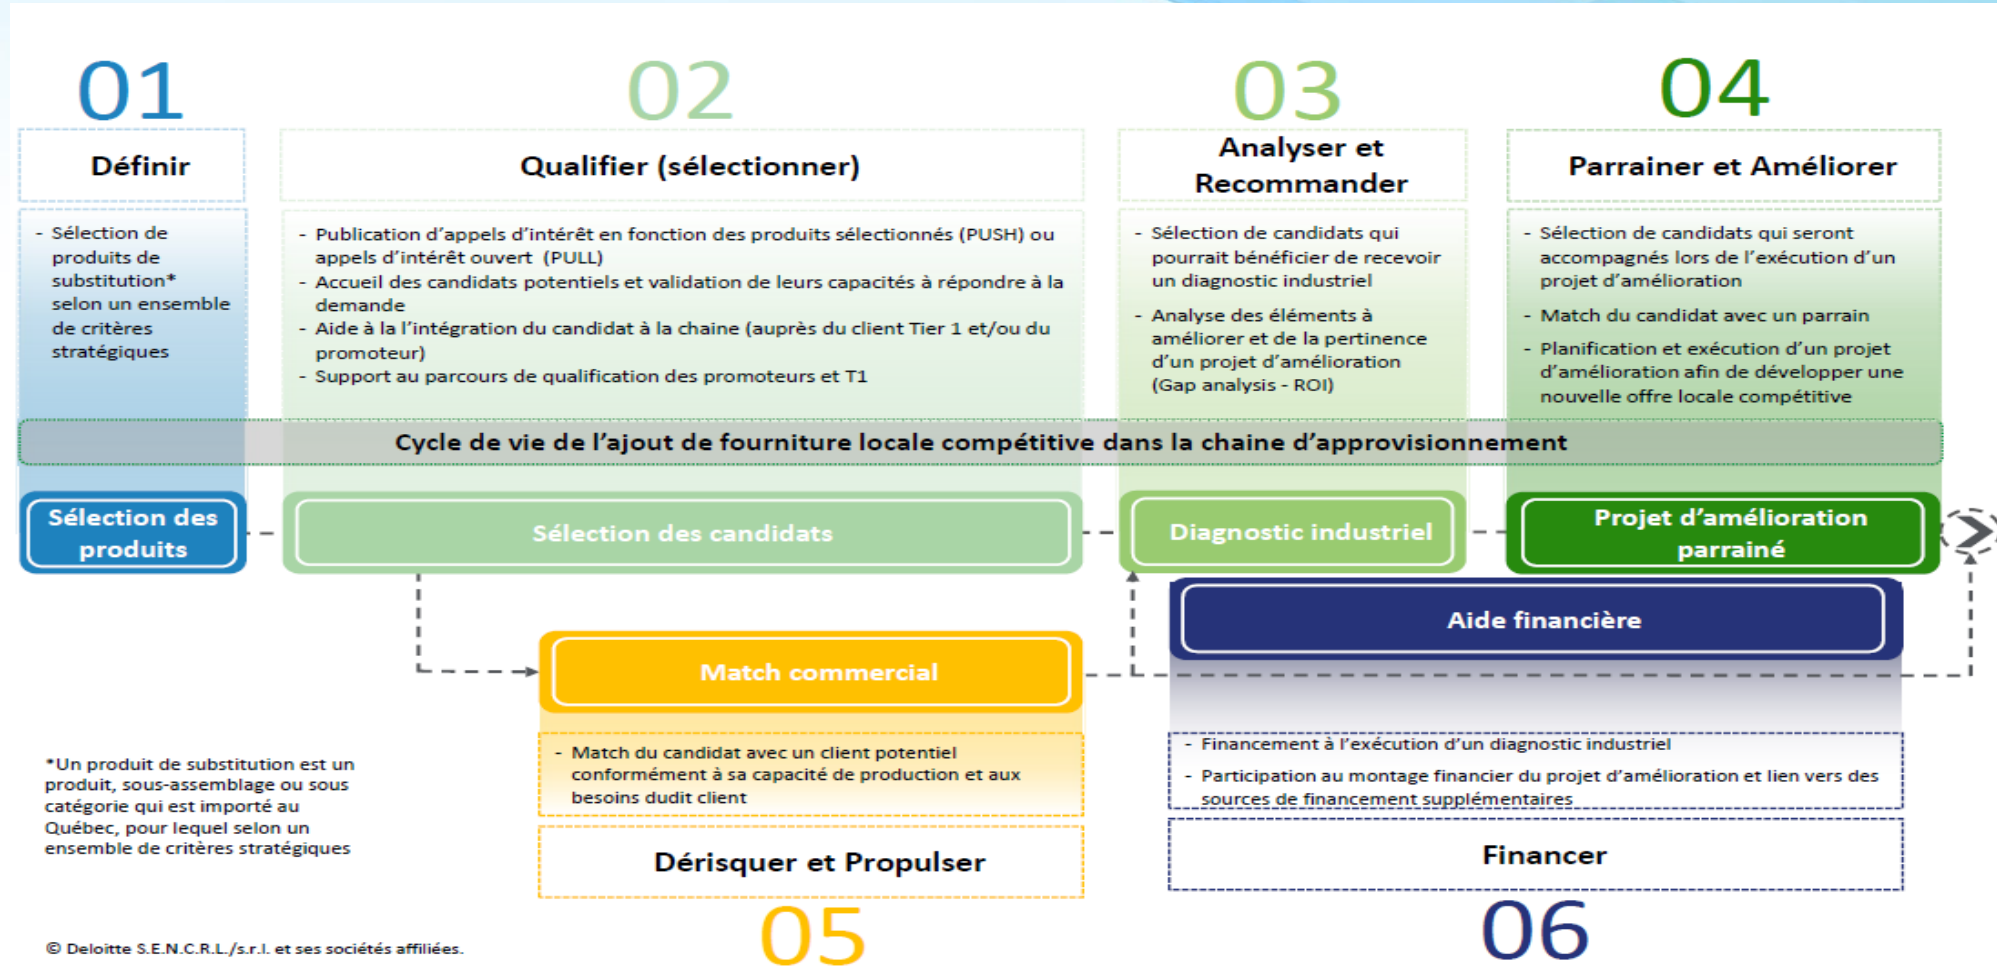 01
Définir
- Sélection de
produits de
substitution*
selon un ensemble
de critères
stratégiques
02
Qualifier (sélectionner)
- Publication d'appels d'intérêt en fonction des produits sélectionnés (PUSH) ou
appels d'intérêt ouvert (PULL)
- Accueil des candidats potentiels et validation de leurs capacités à répondre à la
demande
- Aide à la l'intégration du candidat à la chaine (auprès du client Tier 1 et/ou du
promoteur)
- Support au parcours de qualification des promoteurs et T1
03
Analyser et
Recommander
- Sélection de candidats qui
pourrait bénéficier de recevoir
un diagnostic industriel
- Analyse des éléments à
améliorer et de la pertinence
d'un projet d'amélioration
(Gap analysis - ROI)
04
Parrainer et Améliorer
- Sélection de candidats qui seront
accompagnés lors de l'exécution d'un
projet d'amélioration
- Match du candidat avec un parrain
- Planification et exécution d'un projet
d'amélioration afin de développer une
nouvelle offre locale compétitive
Cycle de vie de l'ajout de fourniture locale compétitive dans la chaine d'approvisionnement
Sélection des
produits
Sélection des candidats
Diagnostic industriel
Projet d'amélioration
parrainé
Aide financière
Match commercial
- Match du candidat avec un client potentiel
conformément à sa capacité de production et aux
besoins dudit client
Dérisquer et Propulser
05
- Financement à l'exécution d'un diagnostic industriel
- Participation au montage financier du projet d'amélioration et lien vers des
sources de financement supplémentaires
Financer
06
*Un produit de substitution est un
produit, sous-assemblage ou sous
catégorie qui est importé au
Québec, pour lequel selon un
ensemble de critères stratégiques
© Deloitte S.E.N.C.R.L./s.r.l. et ses sociétés affiliées.